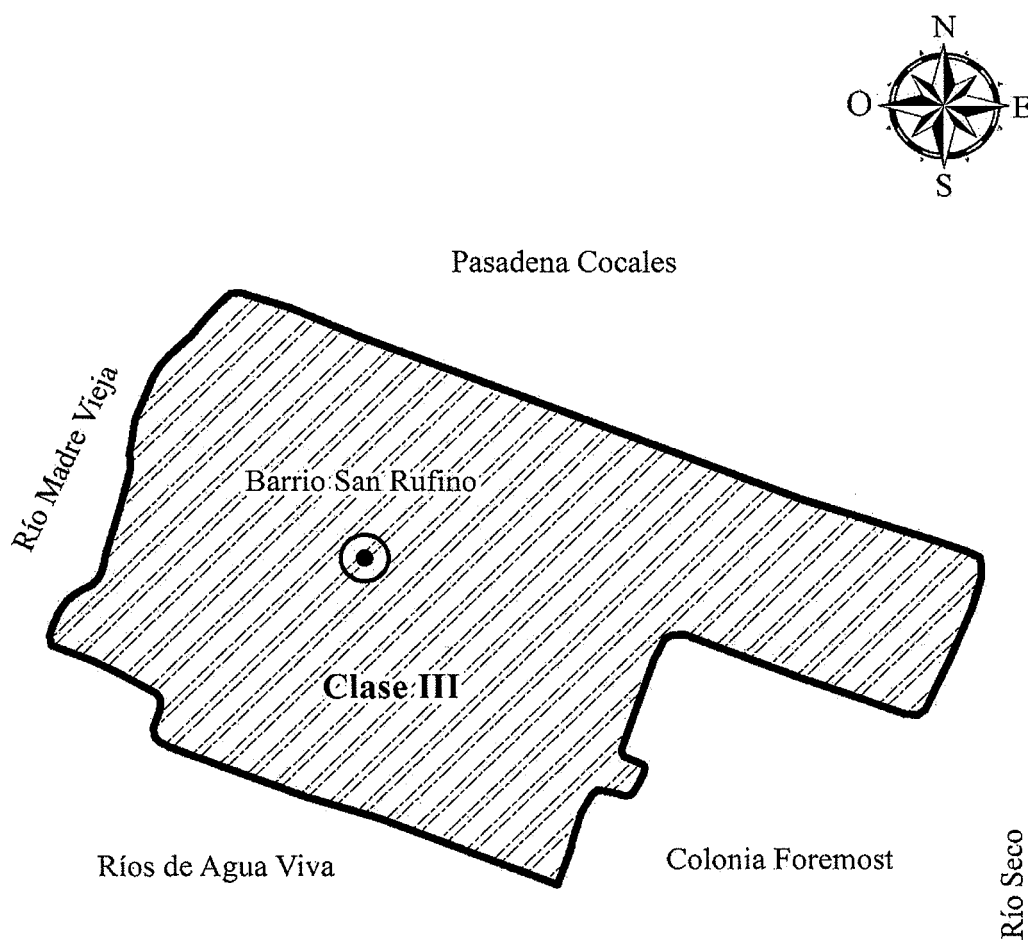 N
O
E
S
Pasadena Cocales
Río Madre Vieja
Barrio San Rufino
Clase III
Ríos de Agua Viva
Colonia Foremost
Río Seco